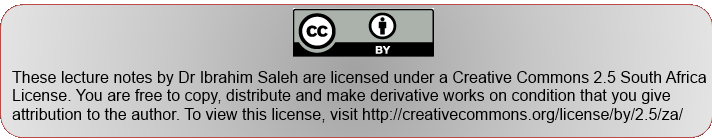 cc
BY
These lecture notes by Dr Ibrahim Saleh are licensed under a Creative Commons 2.5 South Africa
License. You are free to copy, distribute and make derivative works on condition that you give
attribution to the author. To view this license, visit http://creativecommons.org/license/by/2.5/za/